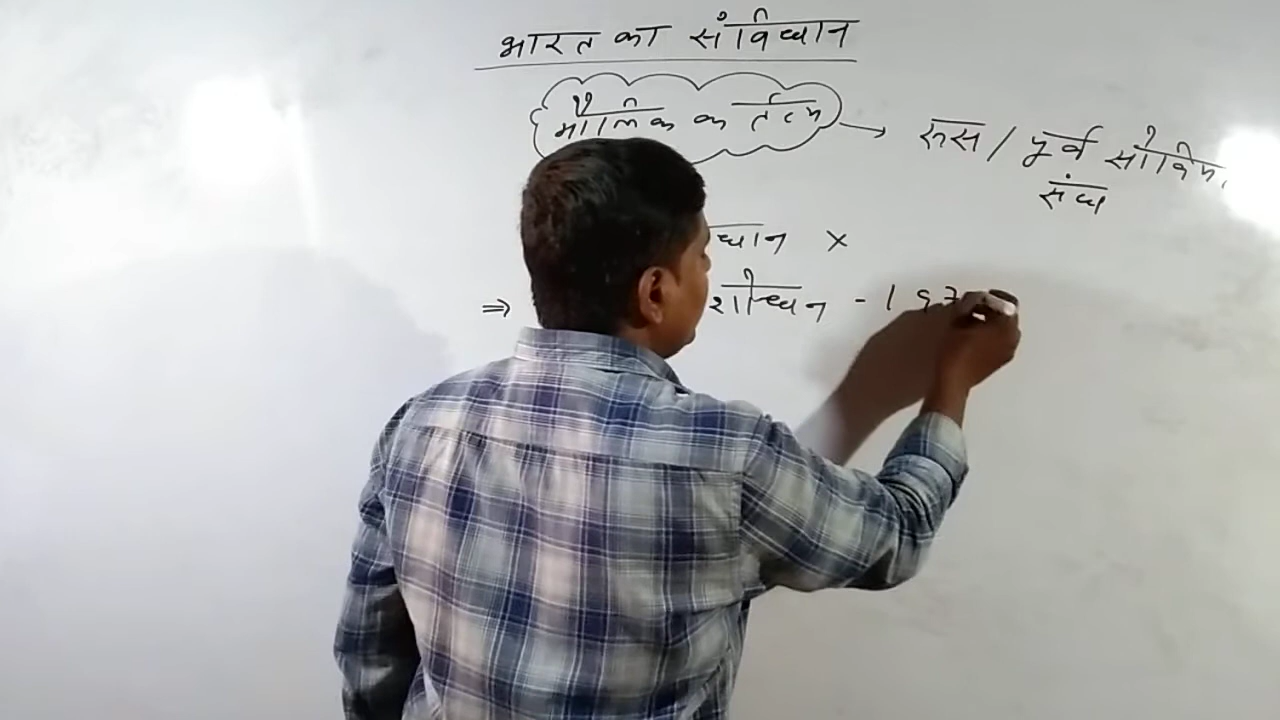 भारत का संविधान
मौलिक कर्तव्य → रूस / पूर्व सोवियत
संघ
धान ×
⇒ शोधन - 197